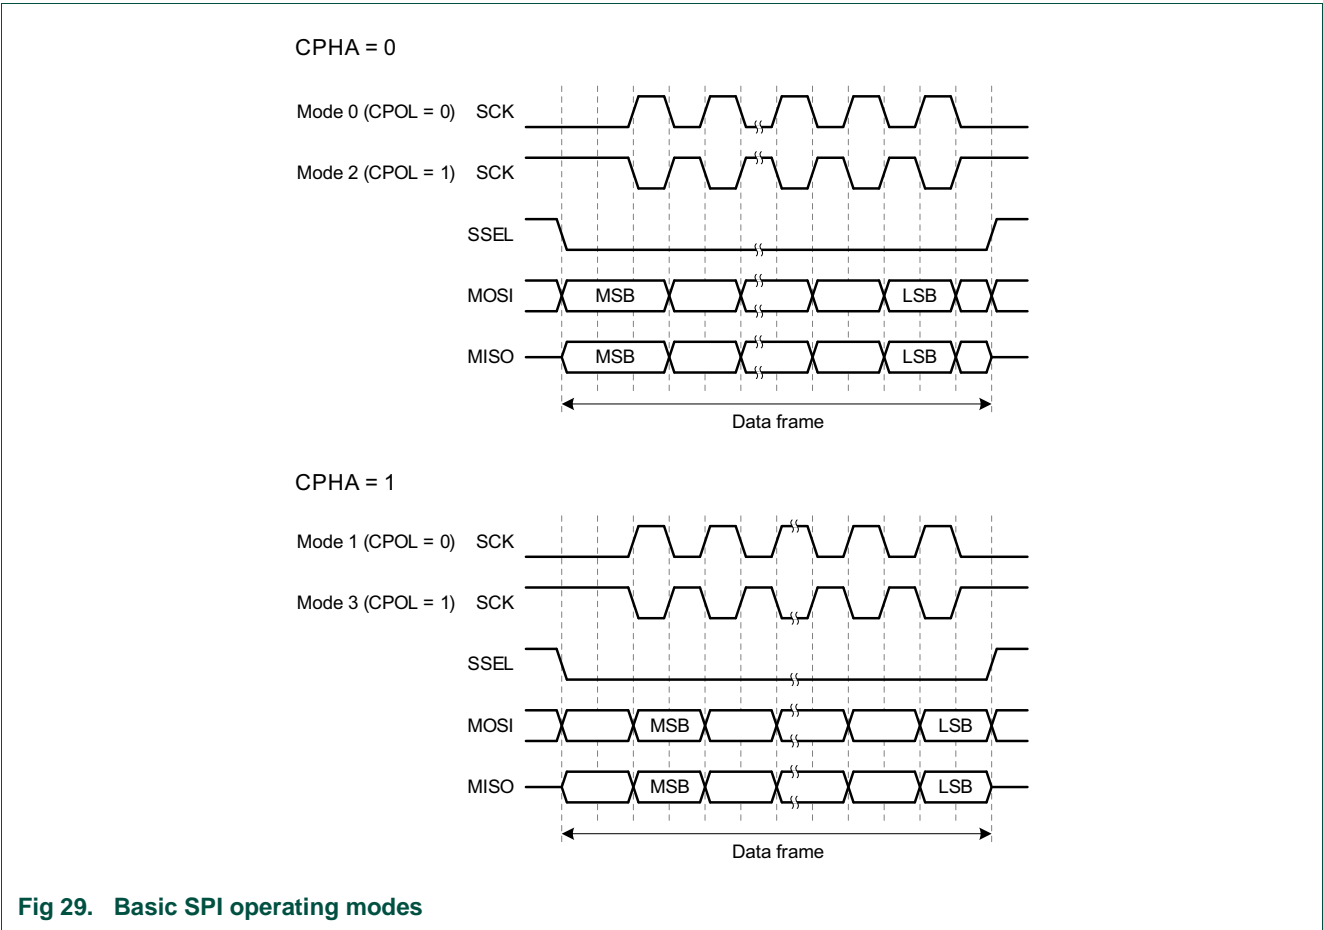 CPHA = 0
Mode 0 (CPOL = 0) SCK
Mode 2 (CPOL = 1) SCK
SSEL
MOSI MSB LSB
MISO MSB LSB
Data frame
CPHA = 1
Mode 1 (CPOL = 0) SCK
Mode 3 (CPOL = 1) SCK
SSEL
MOSI MSB LSB
MISO MSB LSB
Data frame
Fig 29. Basic SPI operating modes